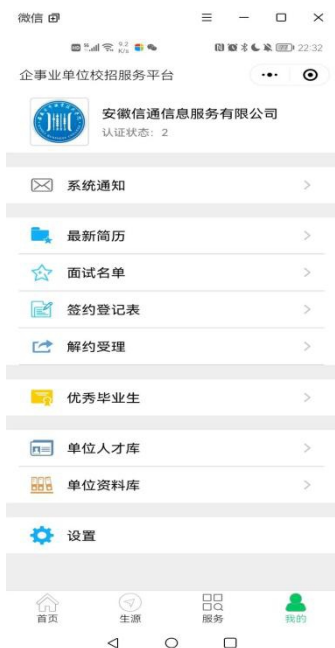 微信
9.2 K/s
22:32
企事业单位校招服务平台
安徽信通信息服务有限公司
认证状态：2
系统通知
最新简历
面试名单
签约登记表
解约受理
优秀毕业生
单位人才库
单位资料库
设置
首页 生源 服务 我的